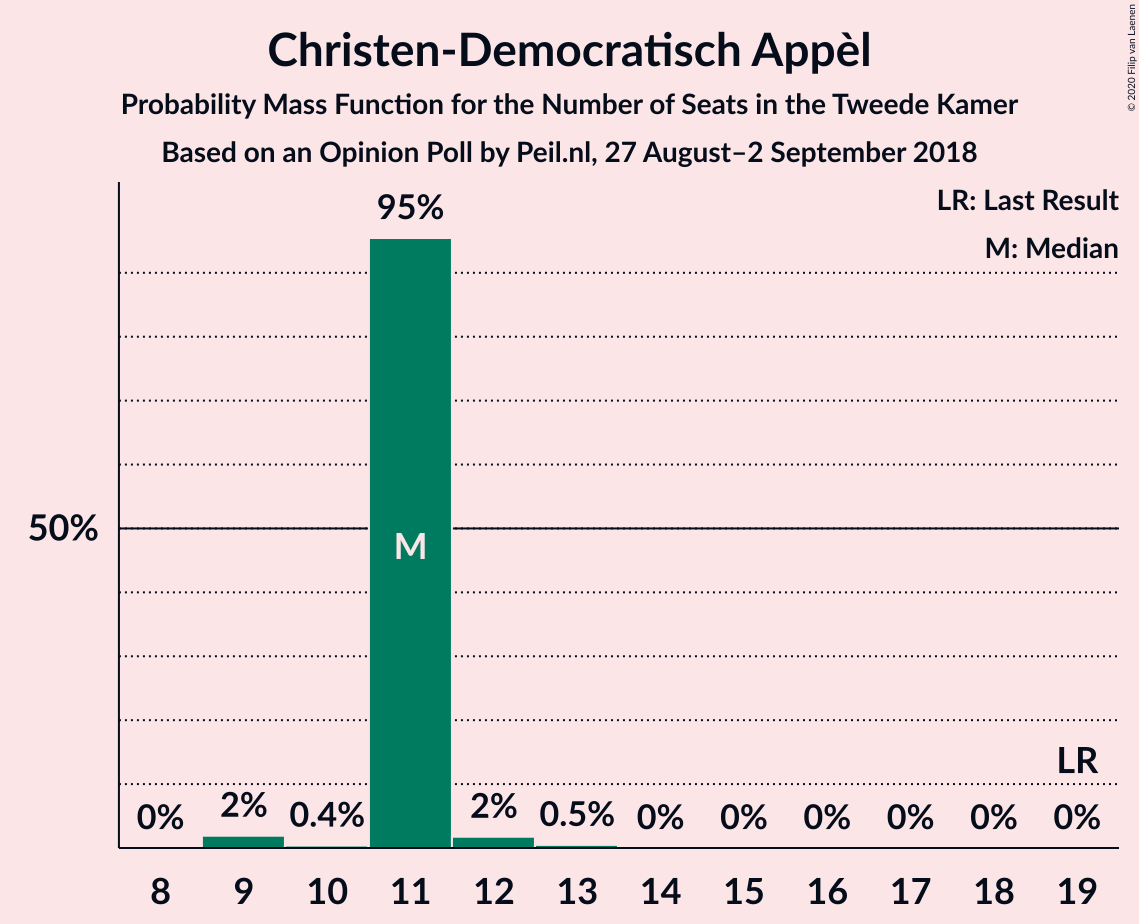 Christen-Democratisch Appèl
Probability Mass Function for the Number of Seats in the Tweede Kamer
Based on an Opinion Poll by Peil.nl, 27 August–2 September 2018
© 2020 Filip van Laenen
LR: Last Result
M: Median
95%
50%
M
LR
0% 2% 0.4% 2% 0.5% 0% 0% 0% 0% 0% 0%
8 9 10 11 12 13 14 15 16 17 18 19